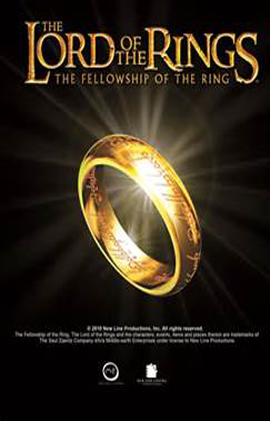 THE
LORD OF THE RINGS
THE FELLOWSHIP OF THE RING
© 2010 New Line Productions, Inc. All rights reserved.
The Fellowship of the Ring, The Lord of the Rings and the characters, events, items and places therein are trademarks of
The Saul Zaentz Company d/b/a Middle-earth Enterprises under license to New Line Productions.